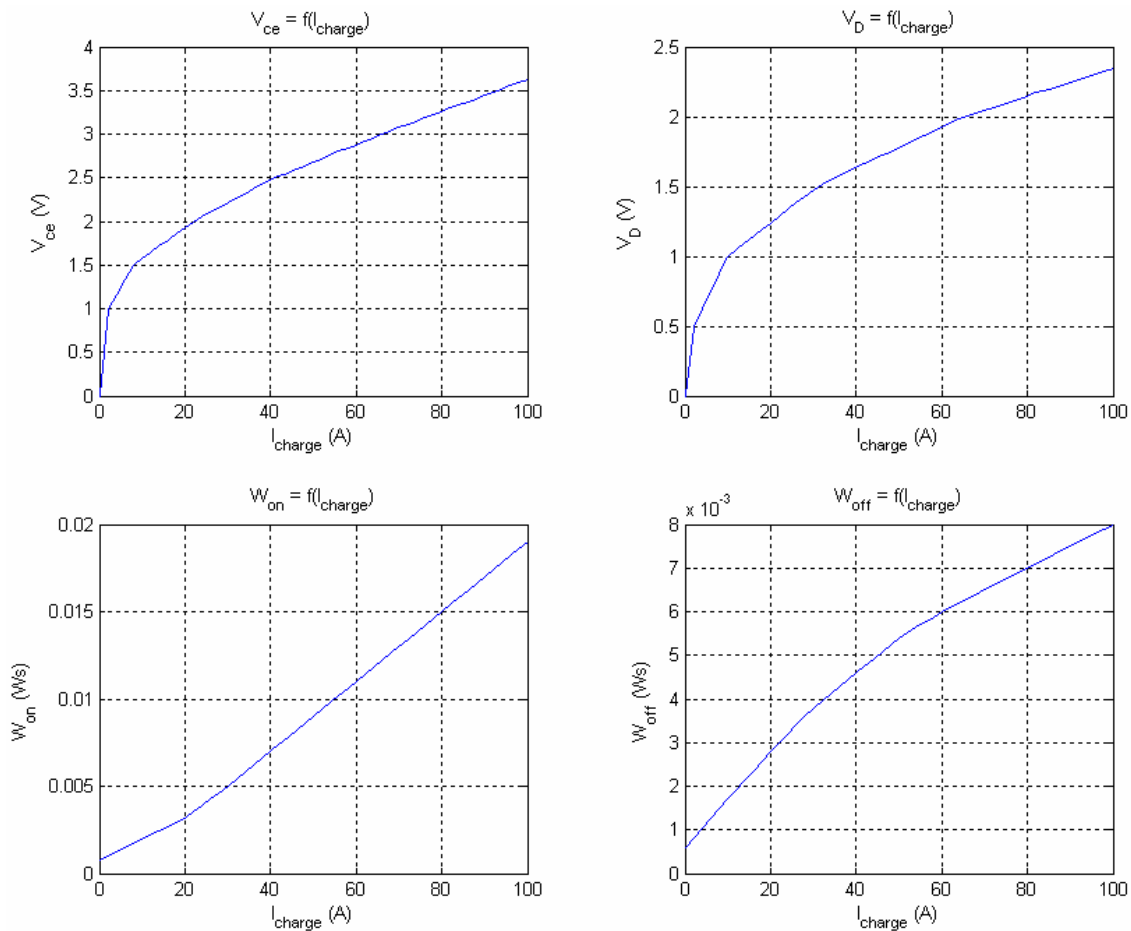 V_ce = f(I_charge)
4
3.5
3
2.5
2
1.5
1
0.5
0
V_ce (V)
0 20 40 60 80 100
I_charge (A)
V_D = f(I_charge)
2.5
2
1.5
1
0.5
0
V_D (V)
0 20 40 60 80 100
I_charge (A)
W_on = f(I_charge)
0.02
0.015
0.01
0.005
0
W_on (Ws)
0 20 40 60 80 100
I_charge (A)
W_off = f(I_charge)
x 10^-3
8
7
6
5
4
3
2
1
0
W_off (Ws)
0 20 40 60 80 100
I_charge (A)